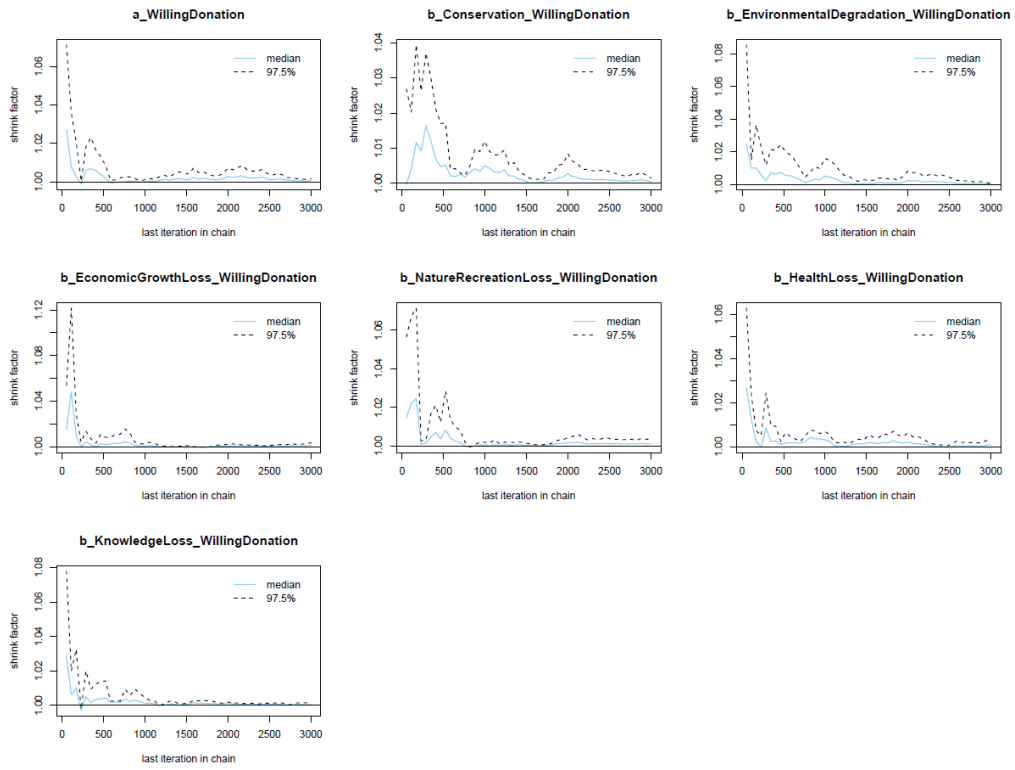 a_WillingDonation
shrink factor
1.00 1.02 1.04 1.06
median
97.5%
0 500 1000 1500 2000 2500 3000
last iteration in chain
b_Conservation_WillingDonation
shrink factor
1.00 1.01 1.02 1.03 1.04
median
97.5%
0 500 1000 1500 2000 2500 3000
last iteration in chain
b_EnvironmentalDegradation_WillingDonation
shrink factor
1.00 1.02 1.04 1.06 1.08
median
97.5%
0 500 1000 1500 2000 2500 3000
last iteration in chain
b_EconomicGrowthLoss_WillingDonation
shrink factor
1.00 1.04 1.08 1.12
median
97.5%
0 500 1000 1500 2000 2500 3000
last iteration in chain
b_NatureRecreationLoss_WillingDonation
shrink factor
1.00 1.02 1.04 1.06
median
97.5%
0 500 1000 1500 2000 2500 3000
last iteration in chain
b_HealthLoss_WillingDonation
shrink factor
1.00 1.02 1.04 1.06
median
97.5%
0 500 1000 1500 2000 2500 3000
last iteration in chain
b_KnowledgeLoss_WillingDonation
shrink factor
1.00 1.02 1.04 1.06 1.08
median
97.5%
0 500 1000 1500 2000 2500 3000
last iteration in chain